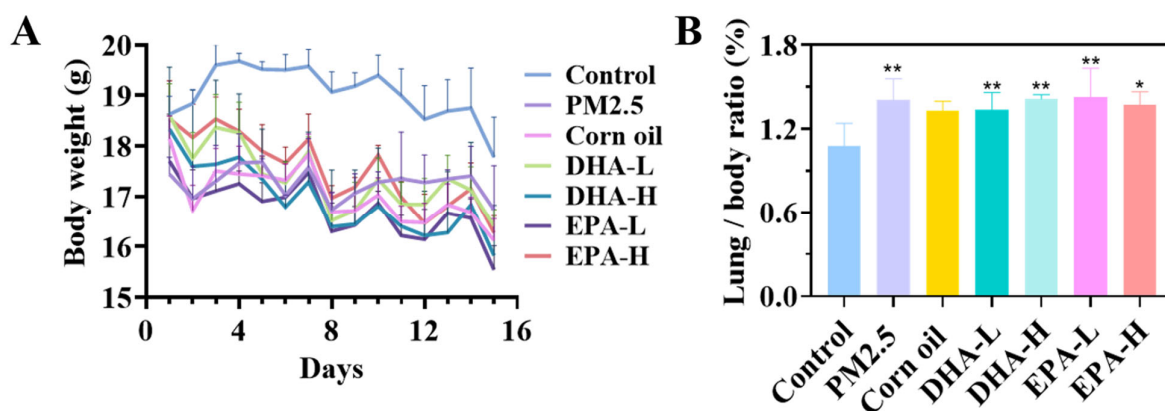 A
Body weight (g)
20
19
18
17
16
15
0
4
8
12
16
Days
Control
PM2.5
Corn oil
DHA-L
DHA-H
EPA-L
EPA-H
B
Lung / body ratio (%)
1.8
1.2
0.6
0.0
**
**
**
**
*
Control
PM2.5
Corn oil
DHA-L
DHA-H
EPA-L
EPA-H